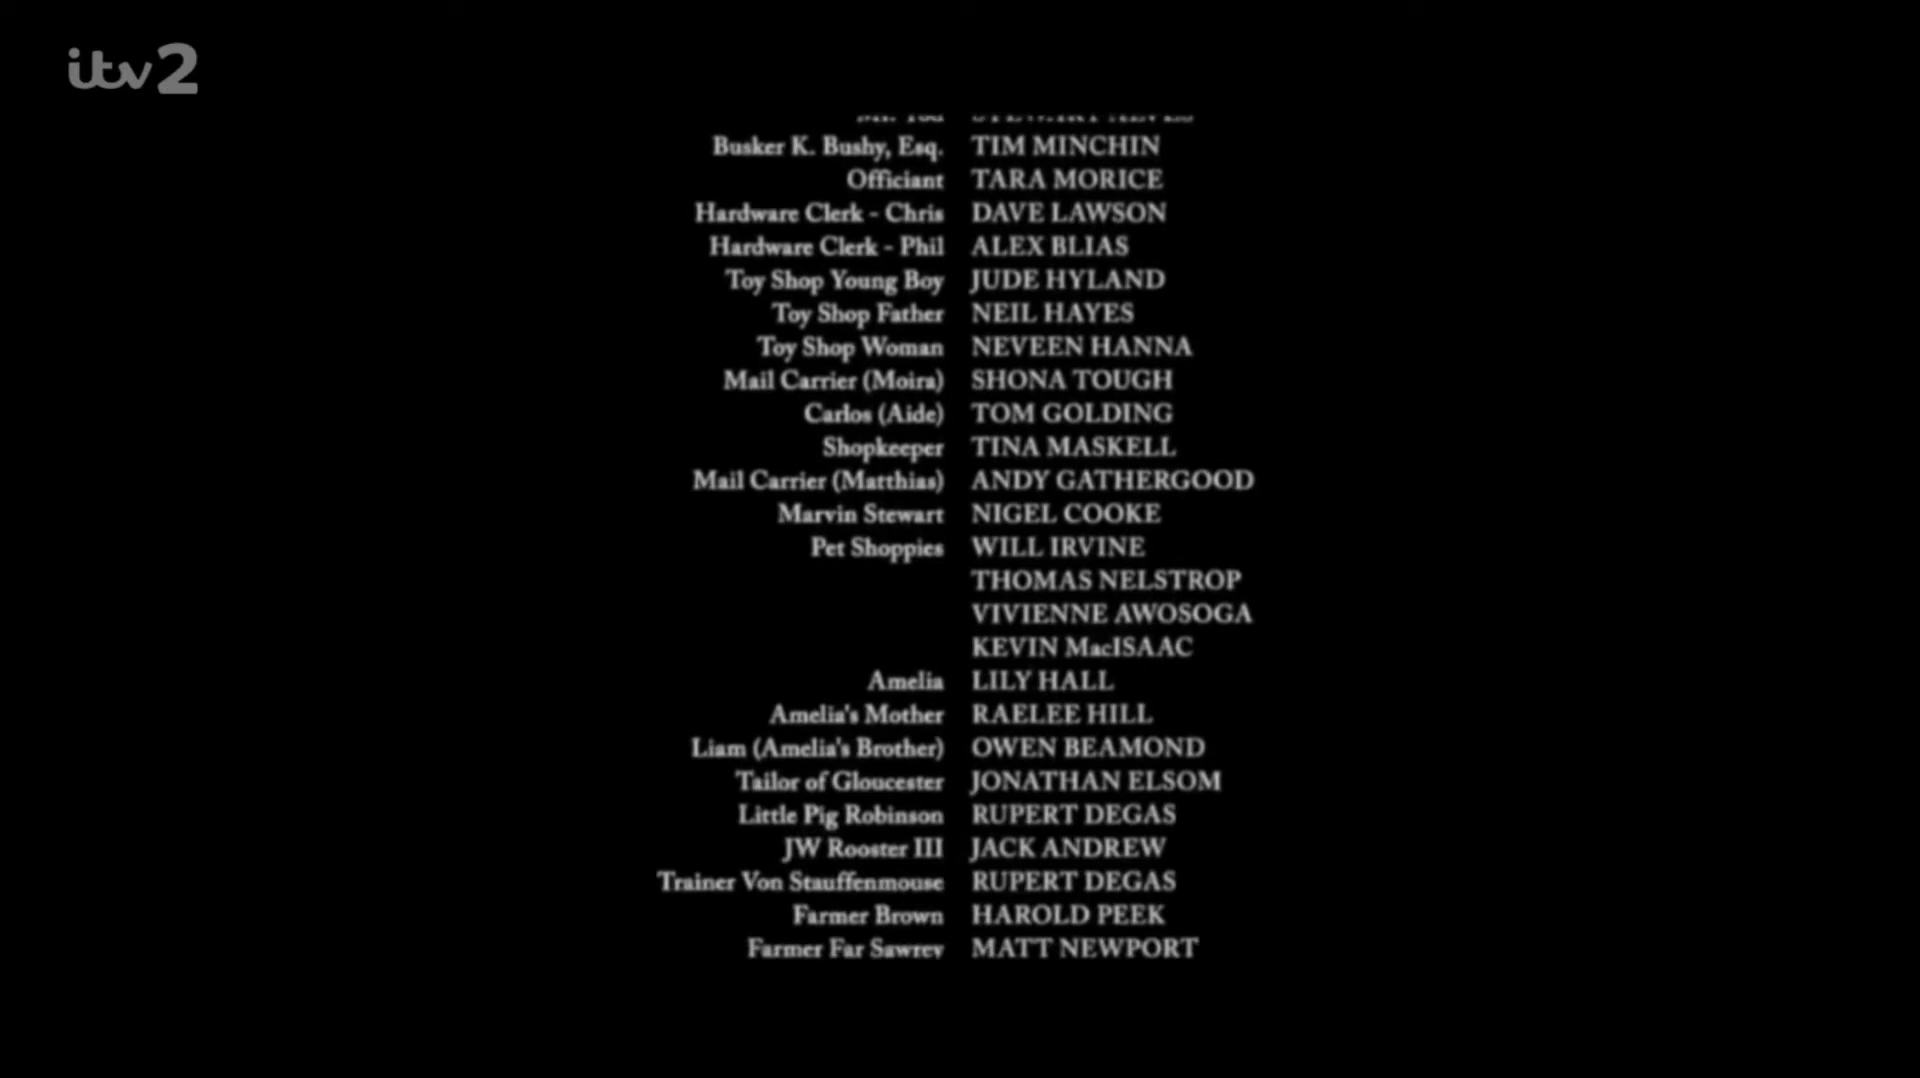 itv2
Mr. Tod STEWART ALVES
Busker K. Bushy, Esq. TIM MINCHIN
Officiant TARA MORICE
Hardware Clerk - Chris DAVE LAWSON
Hardware Clerk - Phil ALEX BLIAS
Toy Shop Young Boy JUDE HYLAND
Toy Shop Father NEIL HAYES
Toy Shop Woman NEVEEN HANNA
Mail Carrier (Moira) SHONA TOUGH
Carlos (Aide) TOM GOLDING
Shopkeeper TINA MASKELL
Mail Carrier (Matthias) ANDY GATHERGOOD
Marvin Stewart NIGEL COOKE
Pet Shoppies WILL IRVINE
THOMAS NELSTROP
VIVIENNE AWOSOGA
KEVIN MacISAAC
Amelia LILY HALL
Amelia's Mother RAELEE HILL
Liam (Amelia's Brother) OWEN BEAMOND
Tailor of Gloucester JONATHAN ELSOM
Little Pig Robinson RUPERT DEGAS
JW Rooster III JACK ANDREW
Trainer Von Stauffenmouse RUPERT DEGAS
Farmer Brown HAROLD PEEK
Farmer Far Sawrey MATT NEWPORT